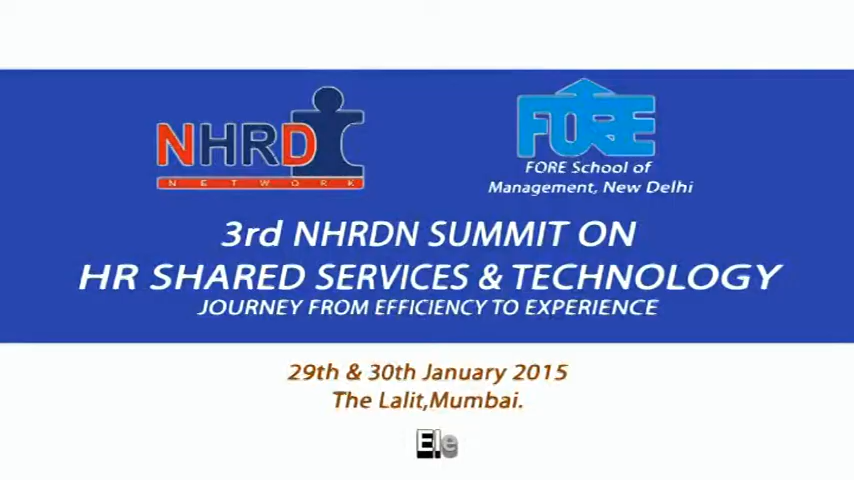 NHRD
NETWORK
FORE
FORE School of
Management, New Delhi
3rd NHRDN SUMMIT ON
HR SHARED SERVICES & TECHNOLOGY
JOURNEY FROM EFFICIENCY TO EXPERIENCE
29th & 30th January 2015
The Lalit,Mumbai.
Ele